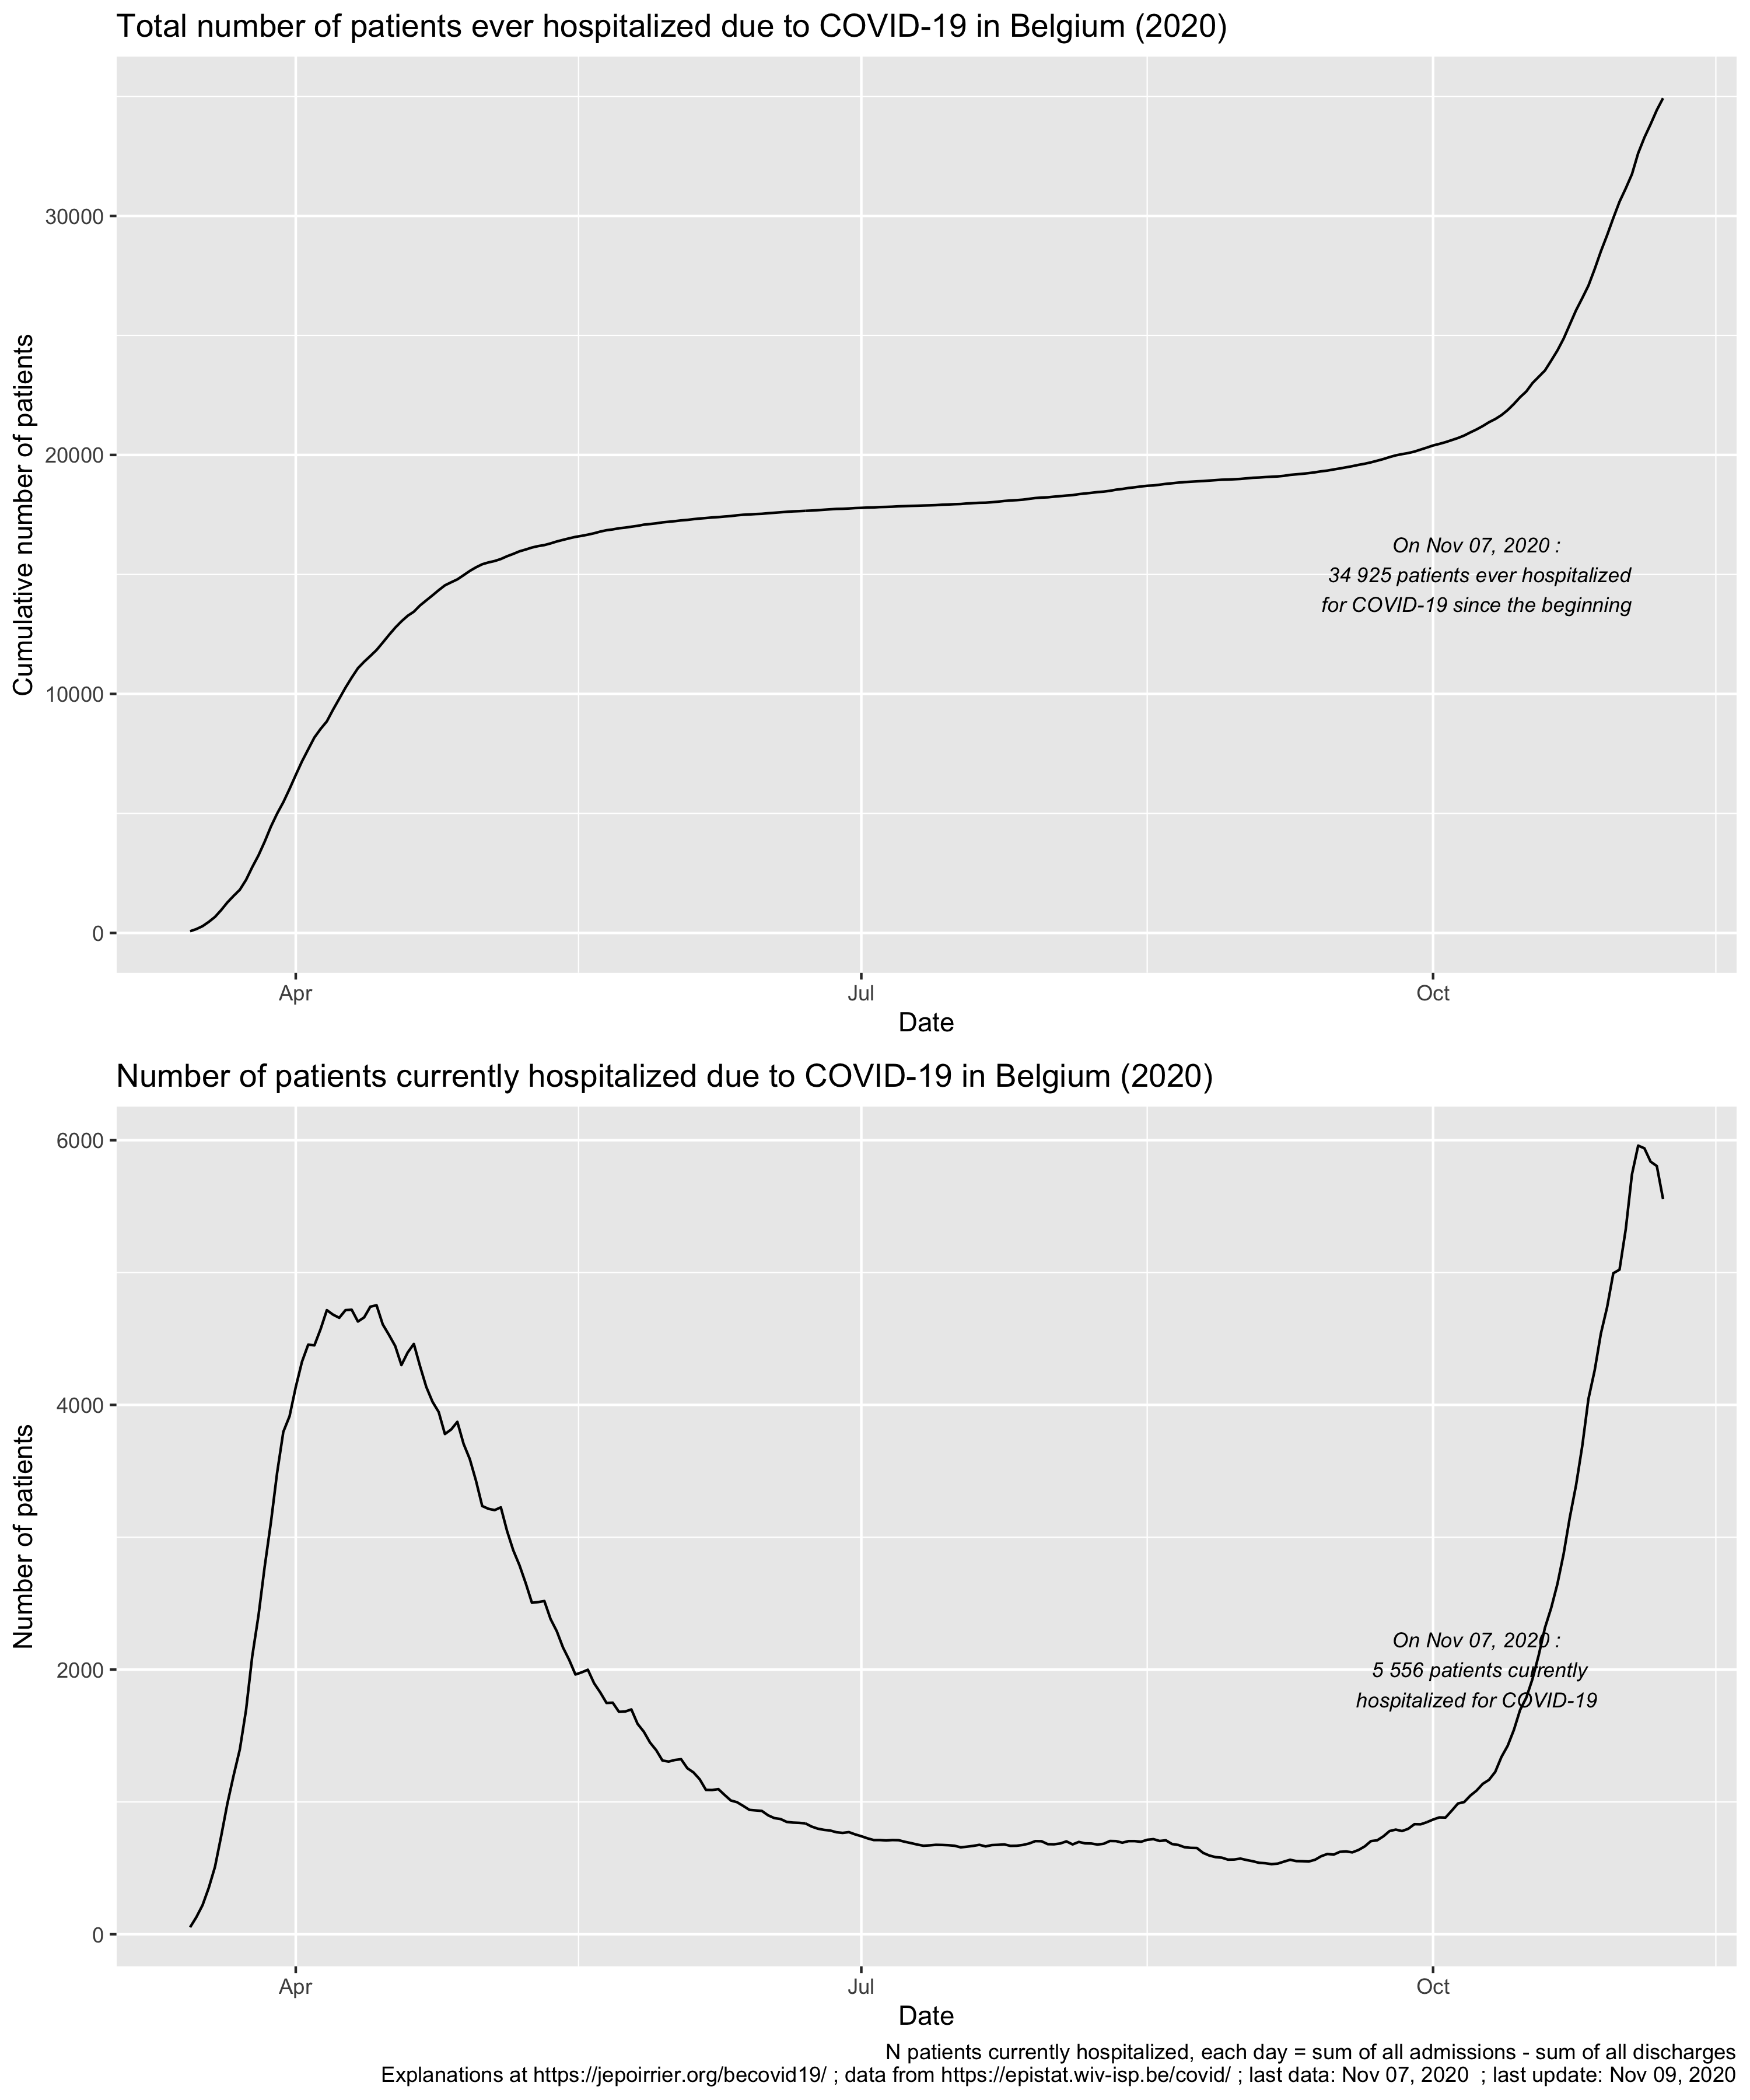 Total number of patients ever hospitalized due to COVID-19 in Belgium (2020)
Cumulative number of patients
30000
20000
10000
0
On Nov 07, 2020 :
34 925 patients ever hospitalized
for COVID-19 since the beginning
Apr
Jul
Oct
Date
Number of patients currently hospitalized due to COVID-19 in Belgium (2020)
Number of patients
6000
4000
2000
0
On Nov 07, 2020 :
5 556 patients currently
hospitalized for COVID-19
Apr
Jul
Oct
Date
N patients currently hospitalized, each day = sum of all admissions - sum of all discharges
Explanations at https://jepoirrier.org/becovid19/ ; data from https://epistat.wiv-isp.be/covid/ ; last data: Nov 07, 2020  ; last update: Nov 09, 2020